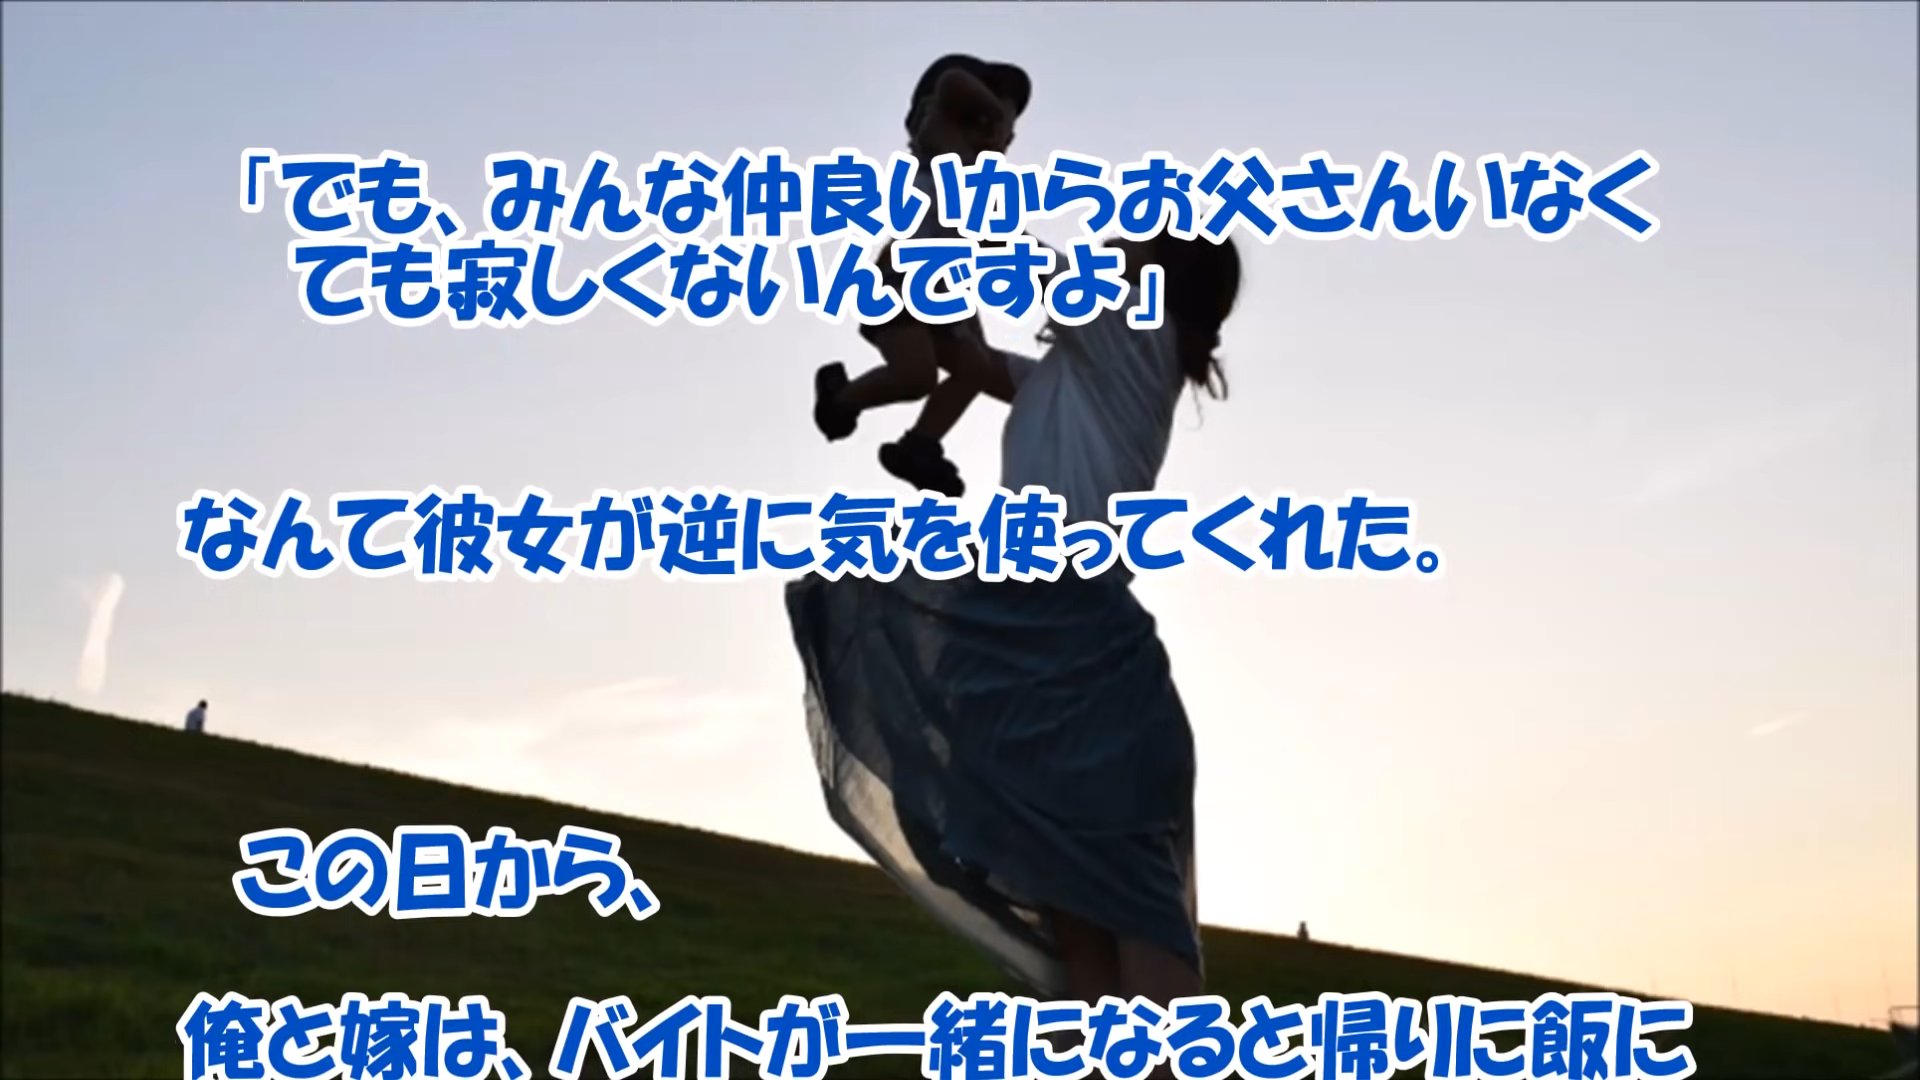 「でも、みんな仲良いからお父さんいなく
ても寂しくないんですよ」
なんて彼女が逆に気を使ってくれた。
この日から、
俺と嫁は、バイトが一緒になると帰りに飯に